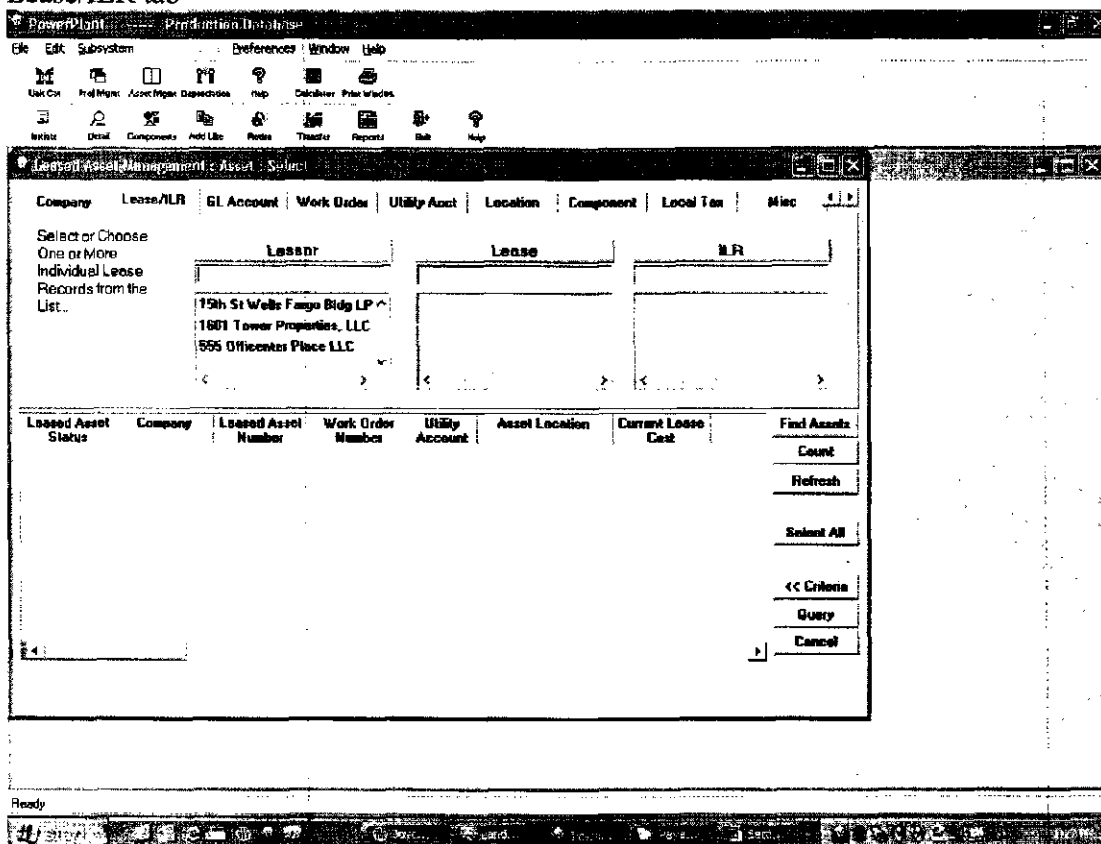 Lease/ILR tab
PowerPlant ----- Production Database
File Edit Subsystem Preferences Window Help
Proj Mgmt Asset Mgmt Depreciation Help Calculator Print Window
Detail Components Add Like Transfer Reports Exit Help
Leased Asset Management - Asset - Select
Company Lease/ILR GL Account Work Order Utility Acct Location Component Local Tax Misc
Select or Choose
One or More
Individual Lease
Records from the
List...
Lessor Lease ILR
15th St Wells Fargo Bldg LP
1801 Tower Properties, LLC
555 Officenter Place LLC
Leased Asset Status Company Leased Asset Number Work Order Number Utility Account Asset Location Current Lease Cost
Find Assets
Count
Refresh
Select All
<< Criteria
Query
Cancel
Ready